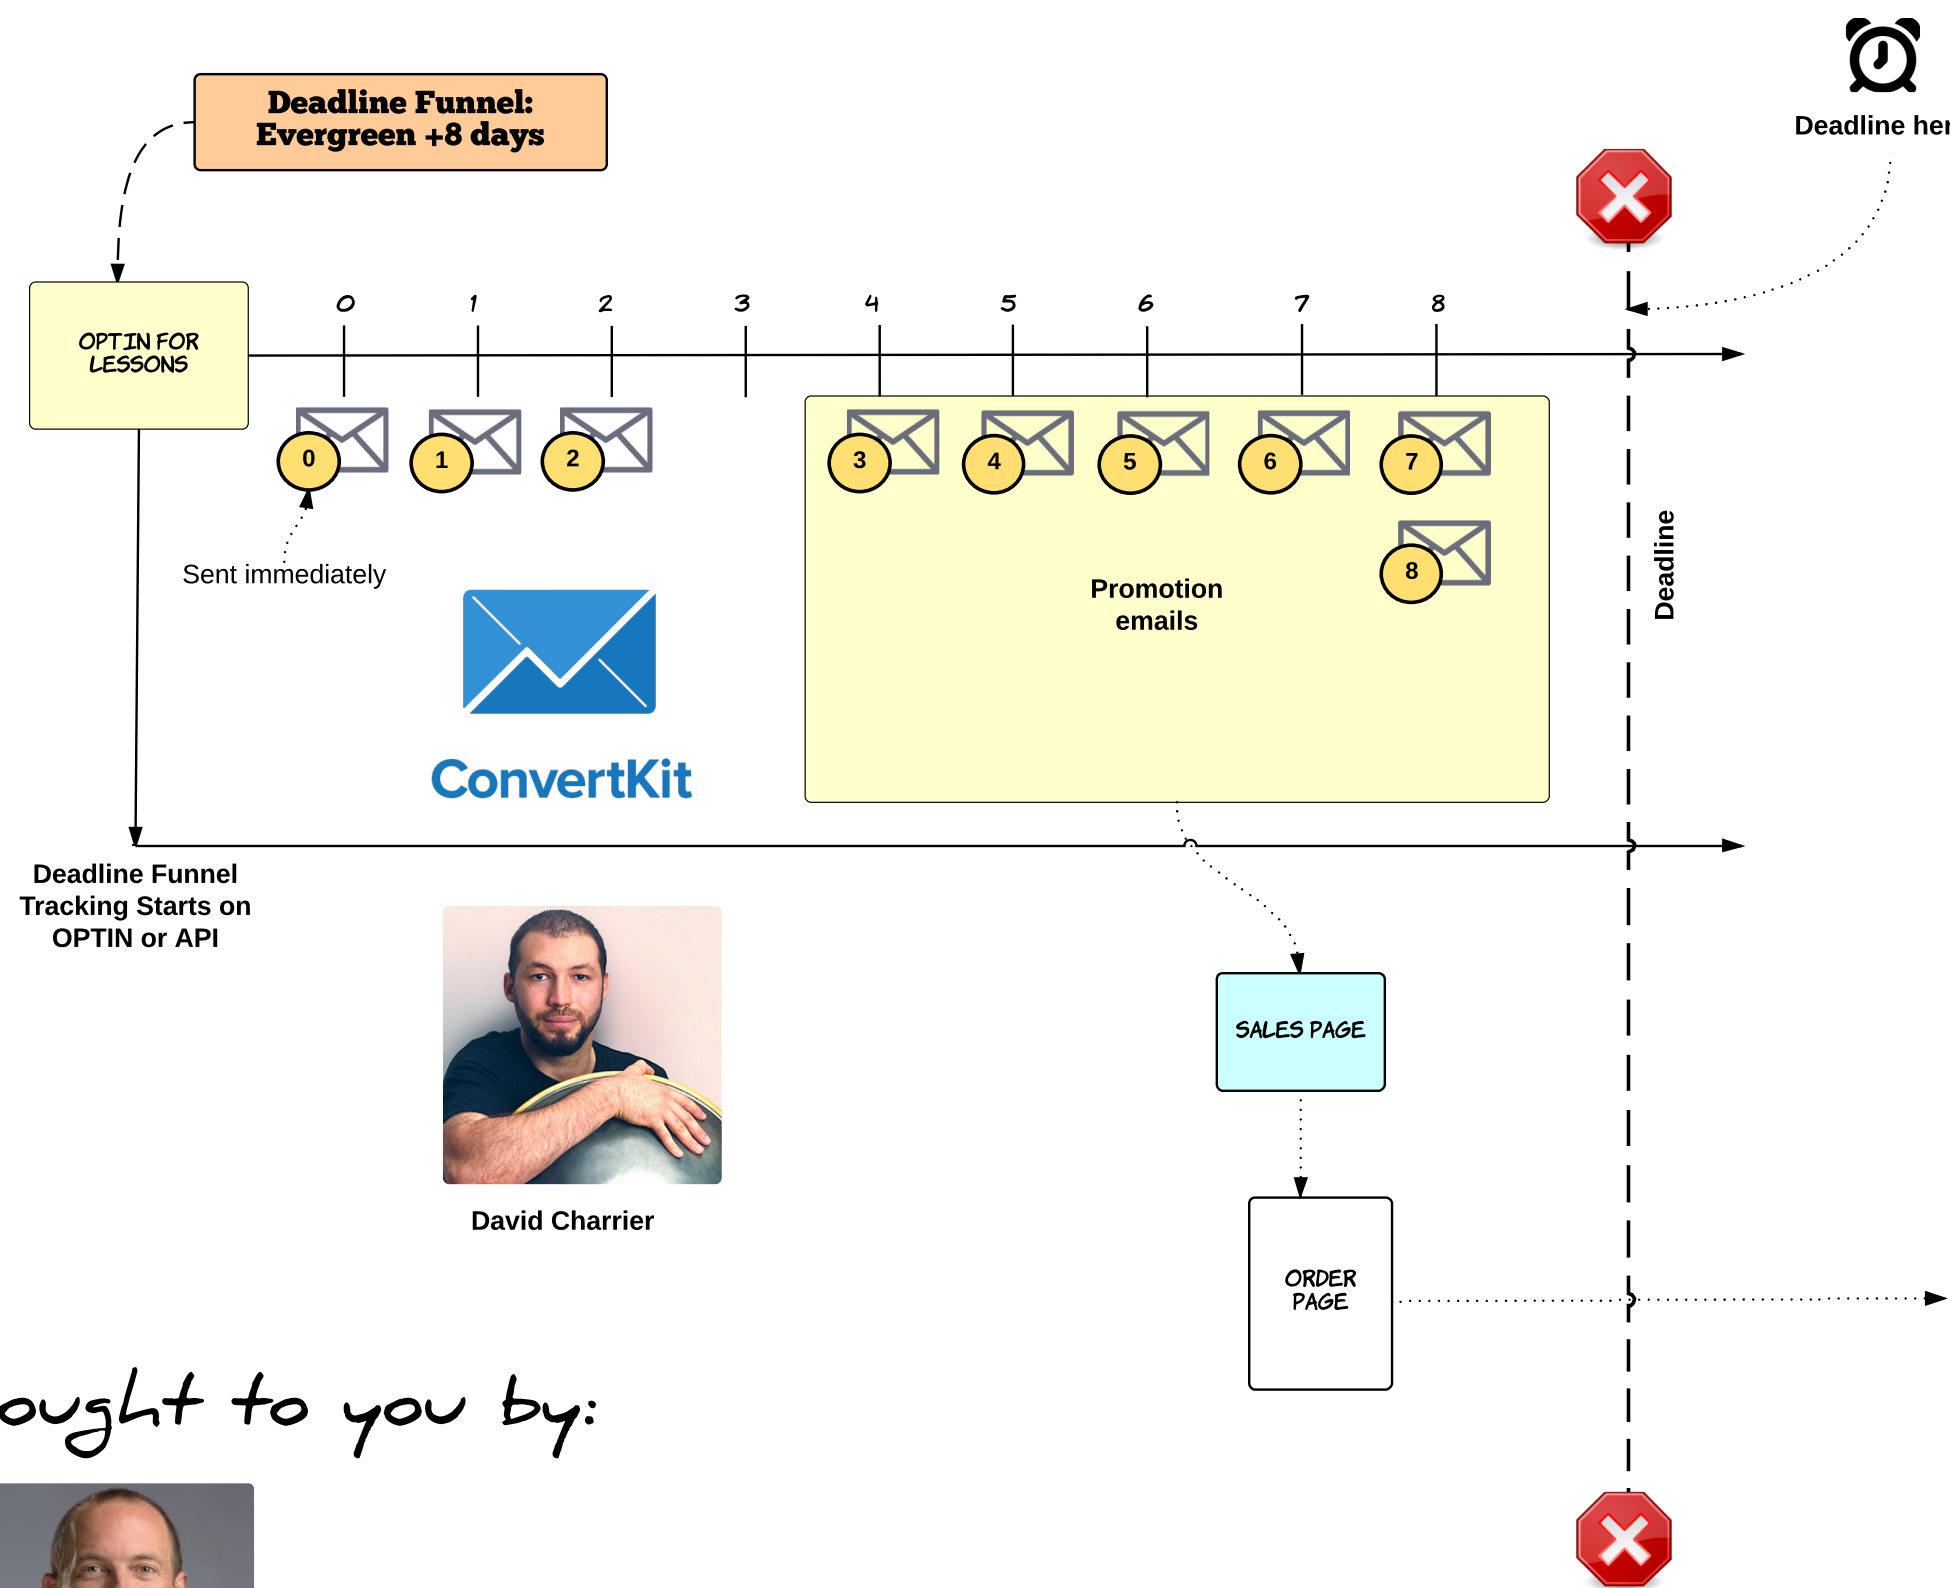 Deadline Funnel:
Evergreen +8 days
Deadline her
OPTIN FOR
LESSONS
0 1 2 3 4 5 6 7 8
0 1 2 3 4 5 6 7
8
Sent immediately
Promotion
emails
Deadline
ConvertKit
Deadline Funnel
Tracking Starts on
OPTIN or API
SALES PAGE
David Charrier
ORDER
PAGE
ought to you by: